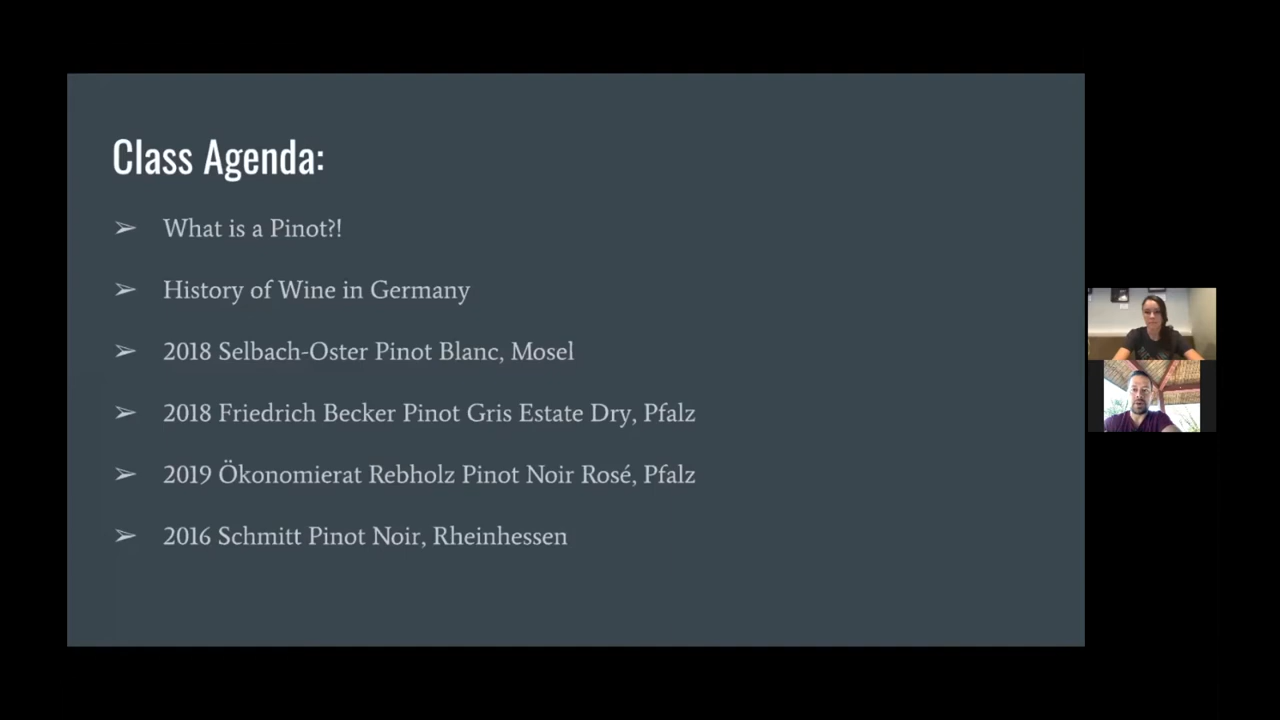 Class Agenda:
➢ What is a Pinot?!
➢ History of Wine in Germany
➢ 2018 Selbach-Oster Pinot Blanc, Mosel
➢ 2018 Friedrich Becker Pinot Gris Estate Dry, Pfalz
➢ 2019 Ökonomierat Rebholz Pinot Noir Rosé, Pfalz
➢ 2016 Schmitt Pinot Noir, Rheinhessen